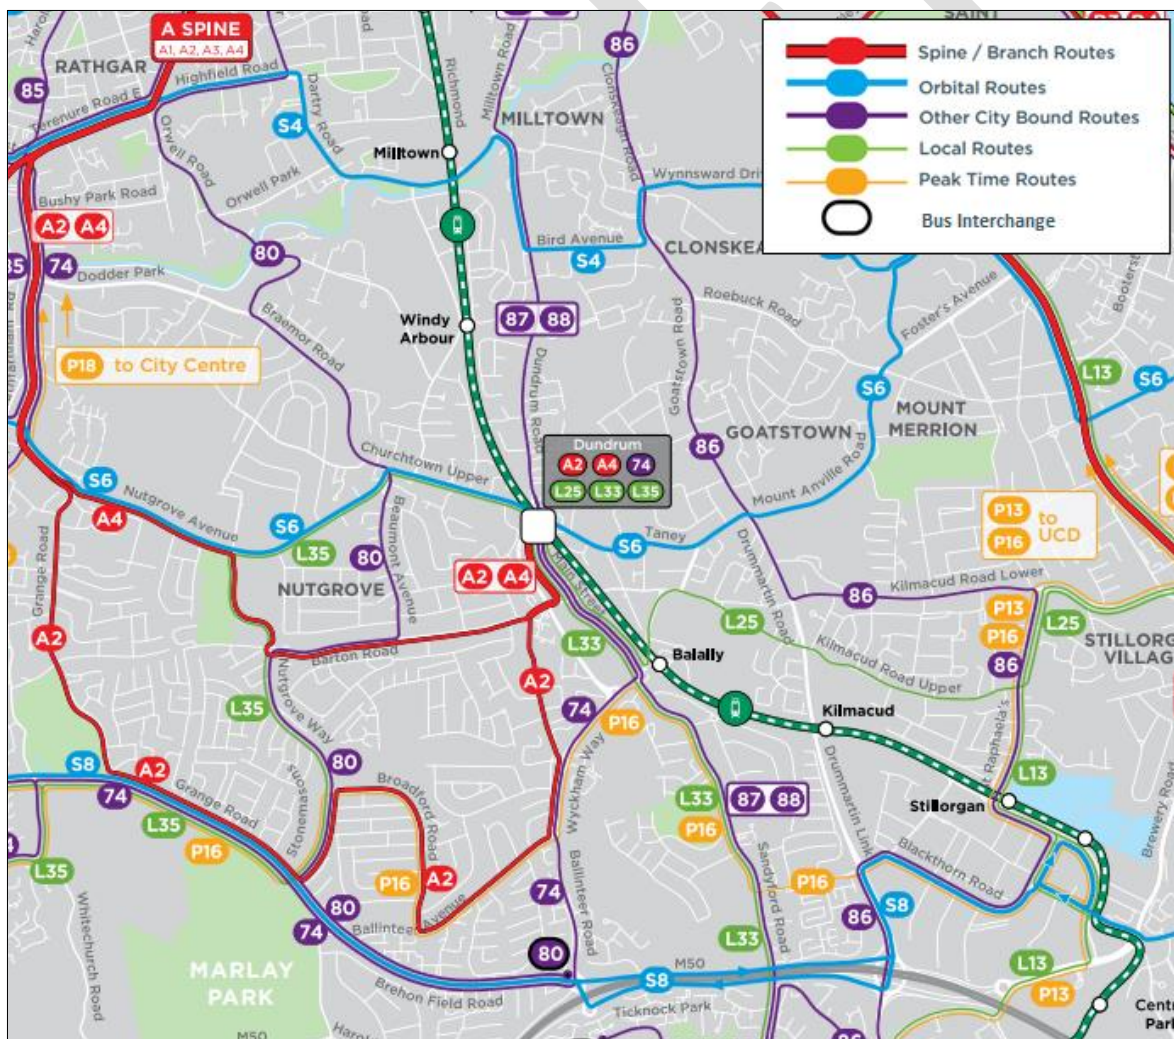 A SPINE
A1, A2, A3, A4
RATHGAR
Highfield Road
Terenure Road E
85
Orwell Road
Dartry Road
S4
Orwell Park
Bushy Park Road
A2 A4
74
Dodder Park
80
P18 to City Centre
Braemor Road
Richmond
Milltown Road
MILLTOWN
Milltown
86
Clonskeagh Road
Bird Avenue
S4
Windy
Arbour
87 88
Dundrum Road
Roebuck Road
Goatstown Road
Foster's Avenue
Spine / Branch Routes
Orbital Routes
Other City Bound Routes
Local Routes
Peak Time Routes
Bus Interchange
L13
S6
S6
MOUNT
MERRION
GOATSTOWN
86
Mount Anville Road
Dundrum
A2 A4 74
L25 L33 L35
Churchtown Upper
S6
Nutgrove Avenue
A4
S6
L35
NUTGROVE
80
Beaumont Avenue
Grange Road
A2
A2 A4
Main Street
Taney
S6
Drummartin Road
P13
P16
to
UCD
Kilmacud Road Lower
86
P13
P16
86
L25
L25
Kilmacud Road Upper
L33
Balally
Barton Road
Nutgrove Way
L35
80
A2
74
P16
Kilmacud
Wyckham Way
Drummartin Link
L13
Stillorgan
Brewery Road
S8
A2
74
Grange Road
L35
P16
L35
Stonemasons
Broadford Road
P16
A2
Ballinteer Avenue
L33
P16
87 88
Sandyford Road
P16
Blackthorn Road
86
S8
Whitechurch Road
80
74
74
Ballinteer Road
80
L33
MARLAY
PARK
Brehon Field Road
M50
S8
Ticknock Park
L13
P13
M50
86